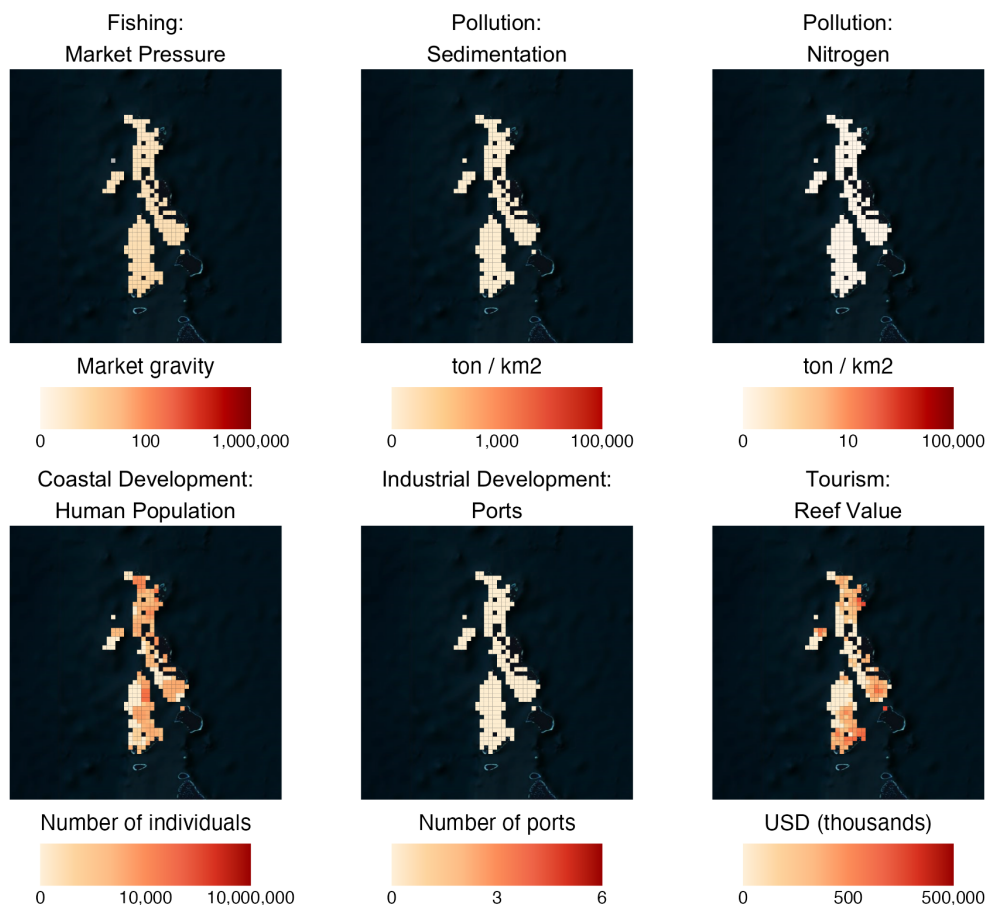 Fishing:
Market Pressure
Pollution:
Sedimentation
Pollution:
Nitrogen
Market gravity
0 100 1,000,000
ton / km2
0 1,000 100,000
ton / km2
0 10 100,000
Coastal Development:
Human Population
Industrial Development:
Ports
Tourism:
Reef Value
Number of individuals
0 10,000 10,000,000
Number of ports
0 3 6
USD (thousands)
0 500 500,000